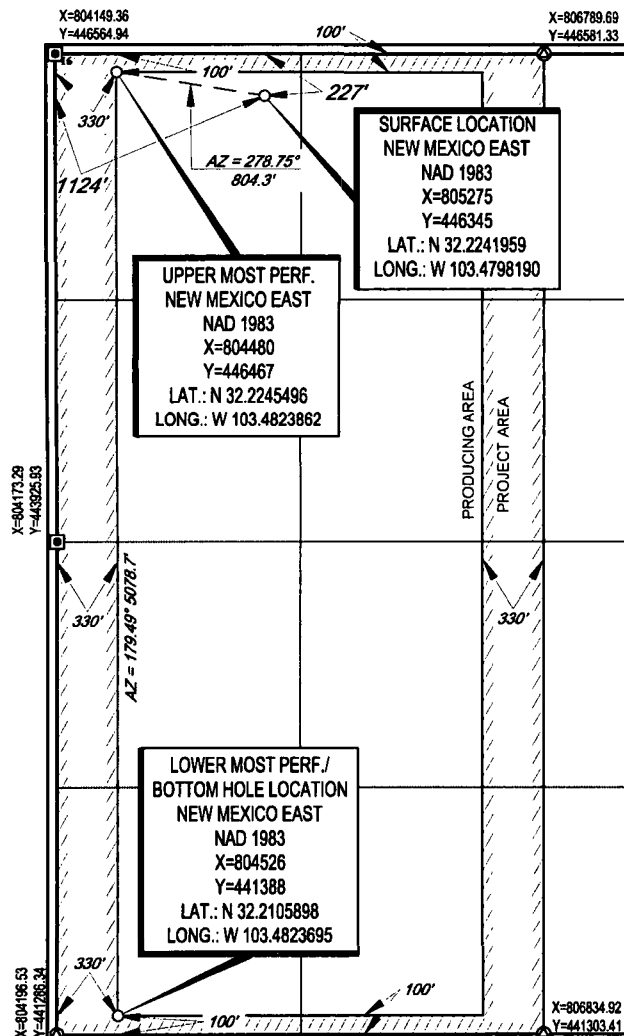 X=804149.36
Y=446564.94
X=806789.69
Y=446581.33
100'
100'
227'
330'
1124'
AZ = 278.75°
804.3'
SURFACE LOCATION
NEW MEXICO EAST
NAD 1983
X=805275
Y=446345
LAT.: N 32.2241959
LONG.: W 103.4798190
UPPER MOST PERF.
NEW MEXICO EAST
NAD 1983
X=804480
Y=446467
LAT.: N 32.2245496
LONG.: W 103.4823862
PRODUCING AREA
PROJECT AREA
X=804173.29
Y=443925.93
330'
330'
AZ = 179.49° 5078.7'
LOWER MOST PERF./
BOTTOM HOLE LOCATION
NEW MEXICO EAST
NAD 1983
X=804526
Y=441388
LAT.: N 32.2105898
LONG.: W 103.4823695
330'
100'
100'
X=804196.53
Y=441286.34
X=806834.92
Y=441303.41